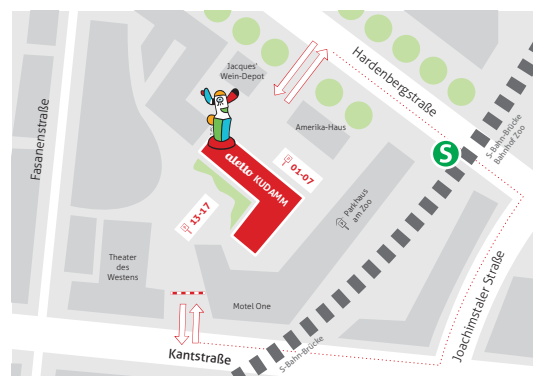 Jacques'
Wein-Depot
Hardenbergstraße
Amerika-Haus
S
S-Bahn-Brücke
Bahnhof Zoo
Fasanenstraße
aletto KUDAMM
01-07
13-17
Parkhaus
am Zoo
Theater
des
Westens
Motel One
Joachimstaler Straße
Kantstraße
S-Bahn-Brücke